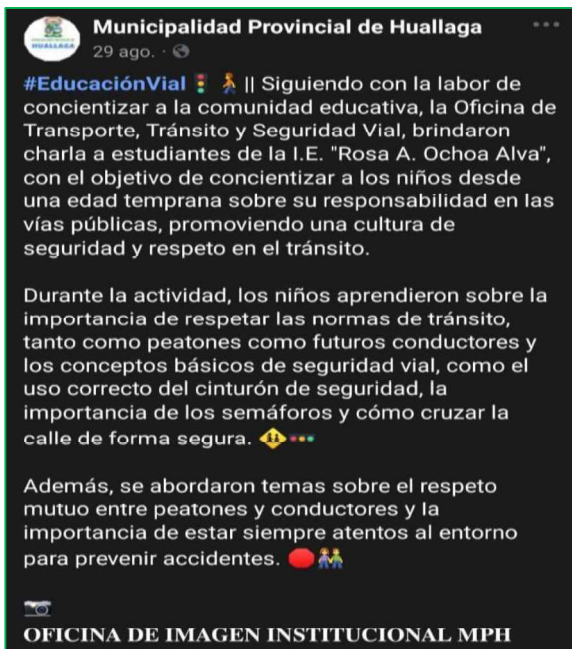 HUALLAGA
Municipalidad Provincial de Huallaga
29 ago. ·
#EducaciónVial 🚦 🚶 || Siguiendo con la labor de
concientizar a la comunidad educativa, la Oficina de
Transporte, Tránsito y Seguridad Vial, brindaron
charla a estudiantes de la I.E. "Rosa A. Ochoa Alva",
con el objetivo de concientizar a los niños desde
una edad temprana sobre su responsabilidad en las
vías públicas, promoviendo una cultura de
seguridad y respeto en el tránsito.
Durante la actividad, los niños aprendieron sobre la
importancia de respetar las normas de tránsito,
tanto como peatones como futuros conductores y
los conceptos básicos de seguridad vial, como el
uso correcto del cinturón de seguridad, la
importancia de los semáforos y cómo cruzar la
calle de forma segura. 🚸🚥
Además, se abordaron temas sobre el respeto
mutuo entre peatones y conductores y la
importancia de estar siempre atentos al entorno
para prevenir accidentes. 🛑👫
📷
OFICINA DE IMAGEN INSTITUCIONAL MPH